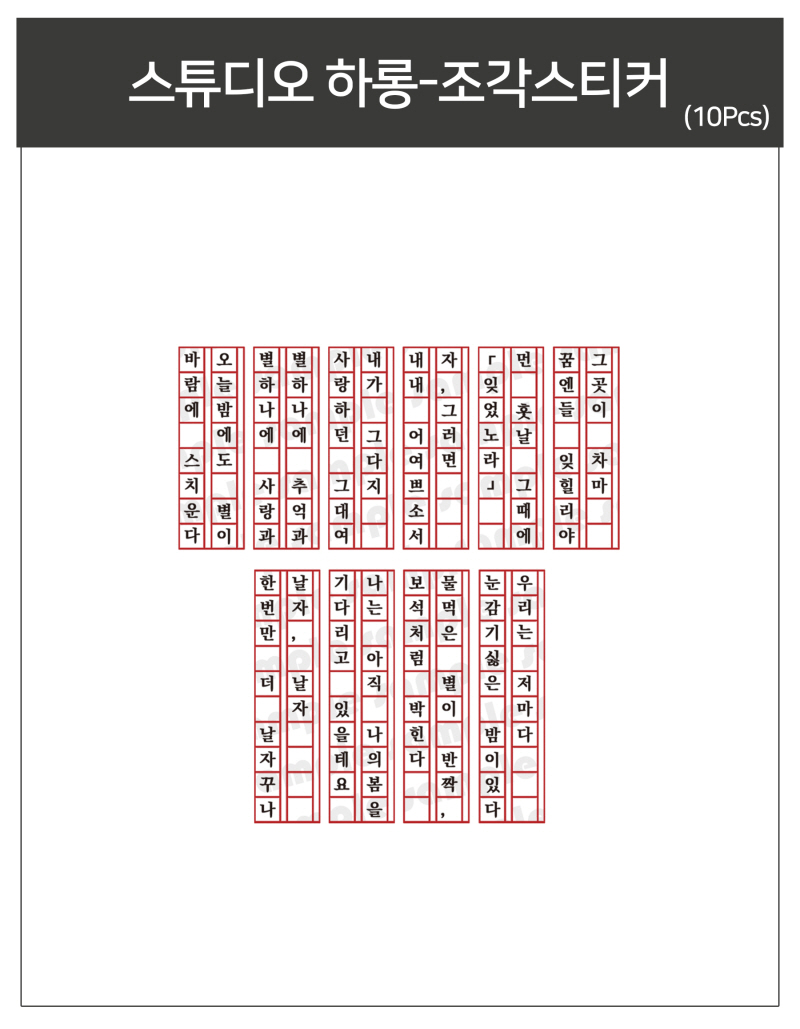 스튜디오 하롱-조각스티커
(10Pcs)
오늘밤에도 별이
바람에 스치운다
별하나에 추억과
별하나에 사랑과
내가 그다지
사랑하던 그대여
자, 그러면
내내 어여쁘소서
먼 훗날 그때에
「잊었노라」
그곳이 차마
꿈엔들 잊힐리야
날자, 날자
한번만 더 날자꾸나
나는 아직 나의봄을
기다리고 있을테요
물먹은 별이 반짝,
보석처럼 박힌다
우리는 저마다
눈감기싫은 밤이있다